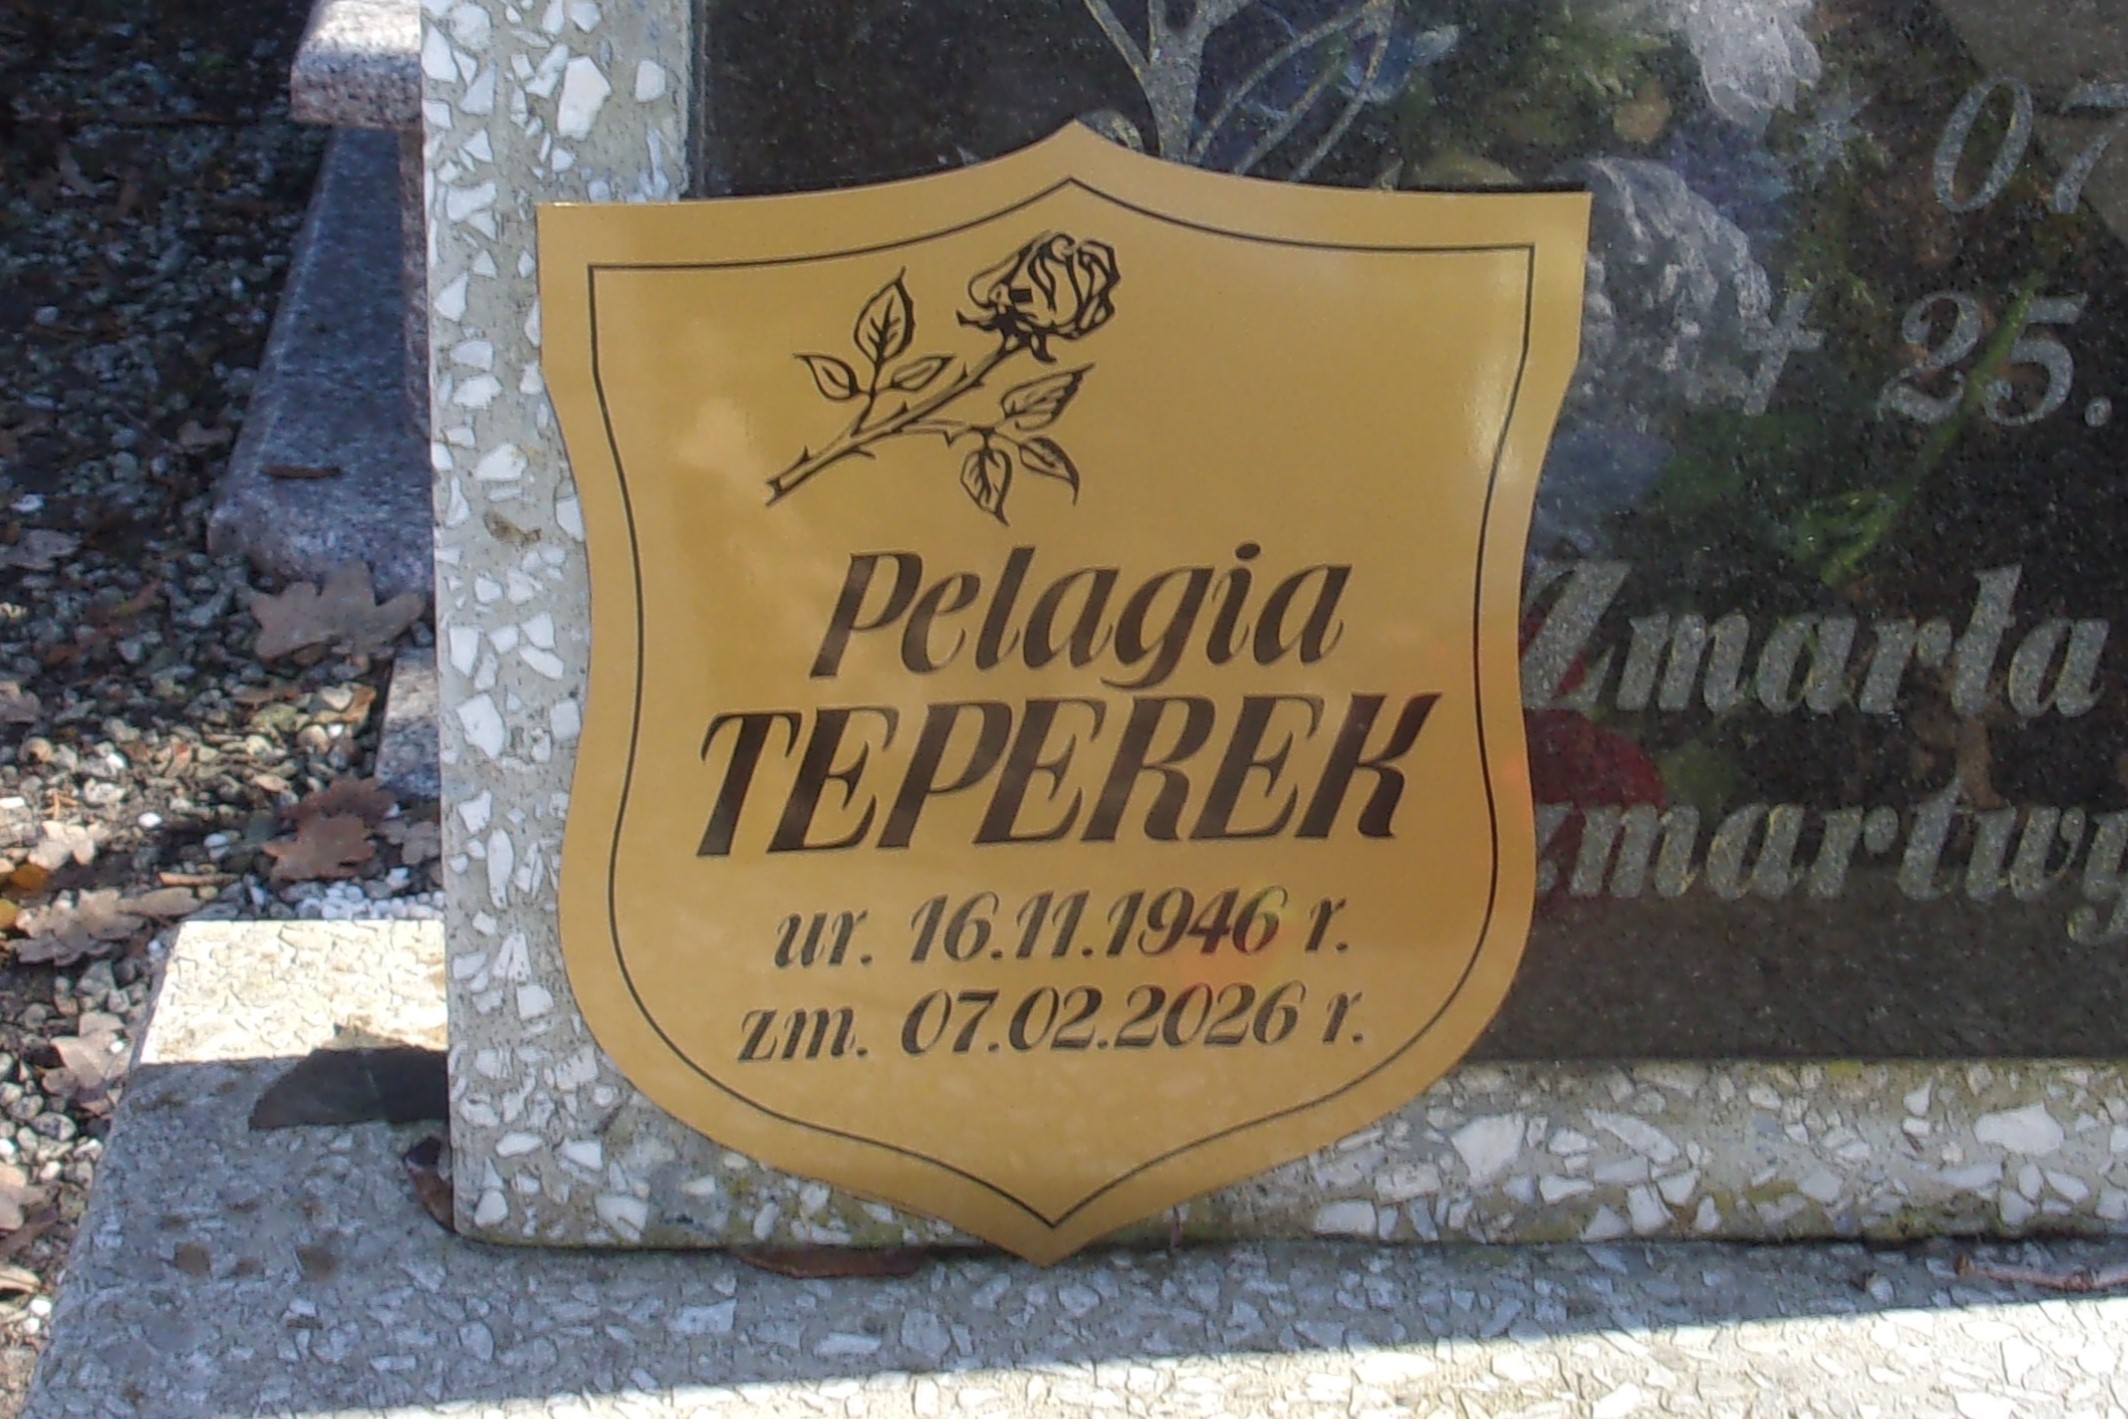 Pelagia
TEPEREK
ur. 16.11.1946 r.
zm. 07.02.2026 r.
* 07
† 25.
Zmarła